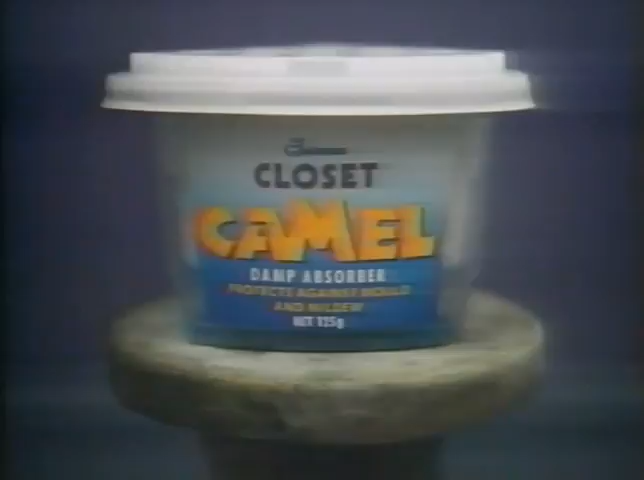 CLOSET
CAMEL
DAMP ABSORBER
PROTECTS AGAINST MOULD
AND MILDEW
NET 125g